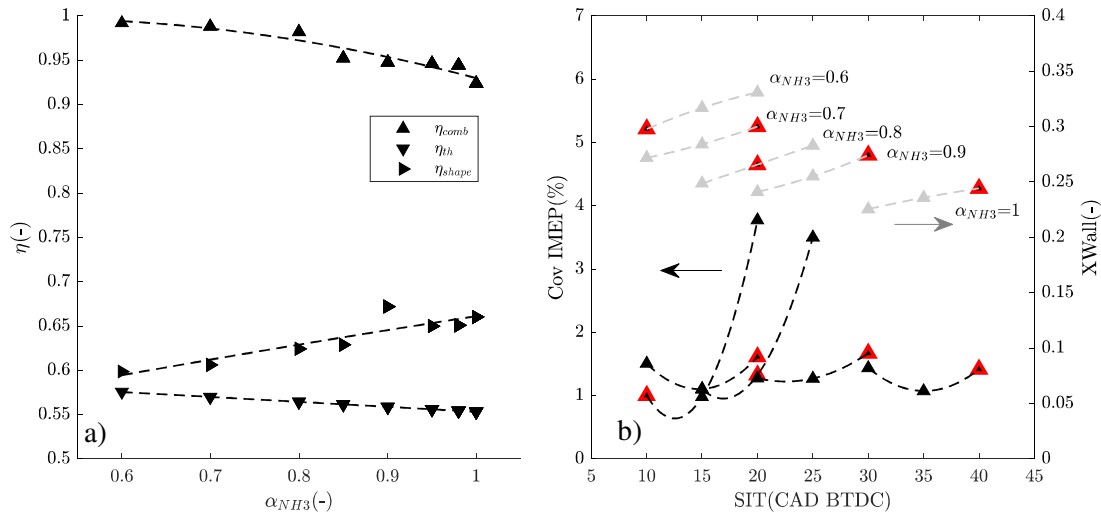 1
0.95
0.9
0.85
0.8
0.75
0.7
0.65
0.6
0.55
0.5
η(-)
η_comb
η_th
η_shape
a)
0.6
0.7
0.8
0.9
1
α_NH3(-)
7
6
5
4
3
2
1
0
Cov IMEP(%)
α_NH3=0.6
α_NH3=0.7
α_NH3=0.8
α_NH3=0.9
α_NH3=1
b)
0.4
0.35
0.3
0.25
0.2
0.15
0.1
0.05
0
XWall(-)
5
10
15
20
25
30
35
40
45
SIT(CAD BTDC)